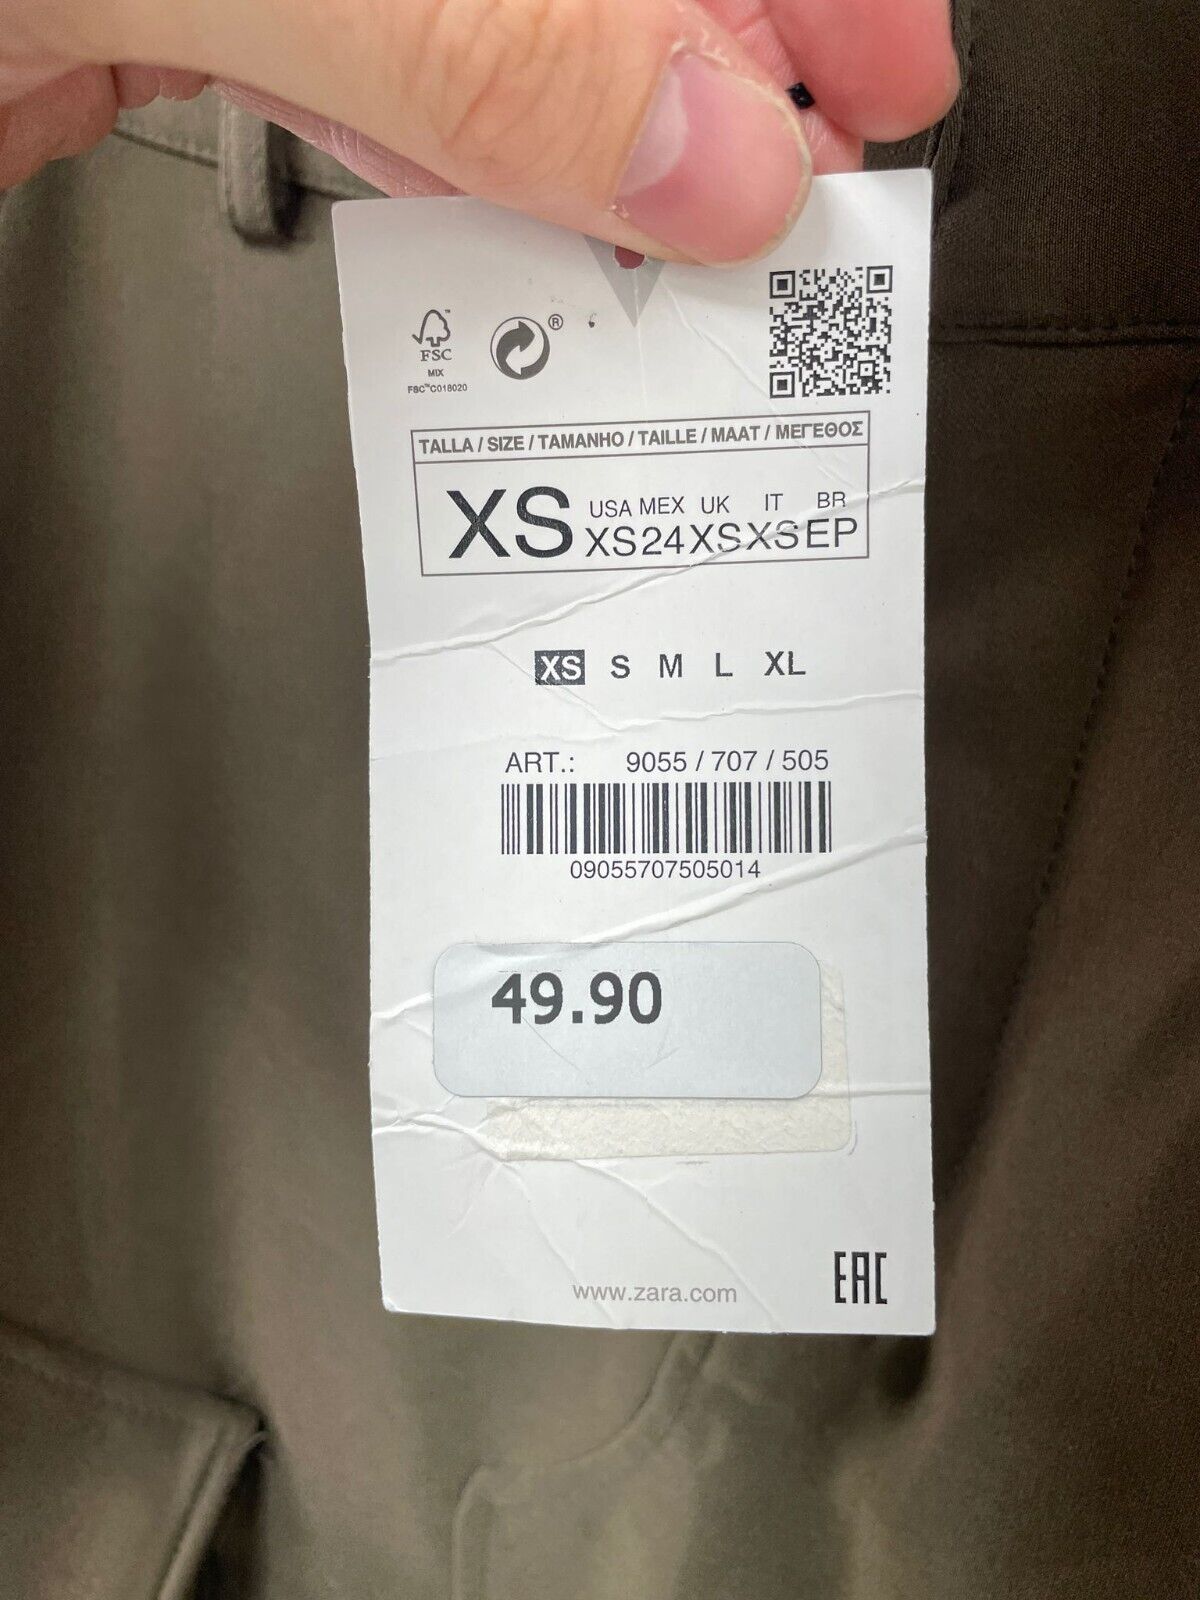 FSC™
MIX
FSC™C018020
®
TALLA / SIZE / TAMANHO / TAILLE / MAAT / ΜΕΓΕΘΟΣ
XS USA MEX UK IT BR
XS 24 XS XS EP
XS S M L XL
ART.: 9055 / 707 / 505
09055707505014
49.90
www.zara.com
EAC